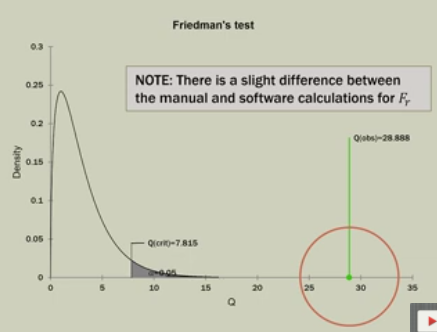 Friedman's test
0.3
NOTE: There is a slight difference between
the manual and software calculations for Fr
0.25
0.2
Q(obs)=28.888
0.15
Density
0.1
0.05
Q(crit)=7.815
α=0.05
0
0 5 10 15 20 25 30 35
Q